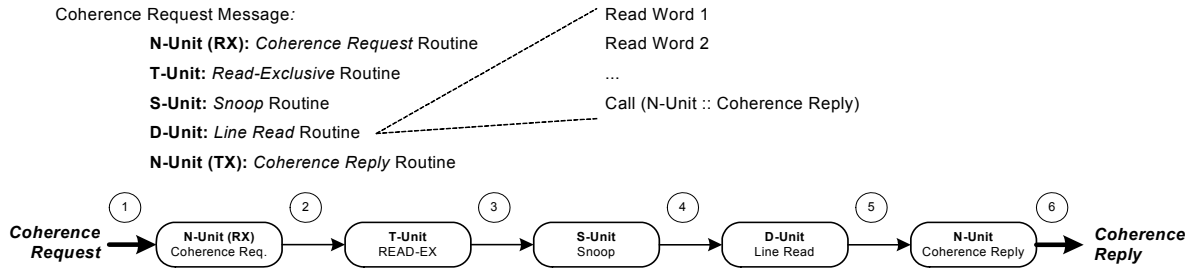 Coherence Request Message:
N-Unit (RX): Coherence Request Routine
T-Unit: Read-Exclusive Routine
S-Unit: Snoop Routine
D-Unit: Line Read Routine
N-Unit (TX): Coherence Reply Routine
Read Word 1
Read Word 2
...
Call (N-Unit :: Coherence Reply)
1
2
3
4
5
6
Coherence
Request
N-Unit (RX)
Coherence Req.
T-Unit
READ-EX
S-Unit
Snoop
D-Unit
Line Read
N-Unit
Coherence Reply
Coherence
Reply